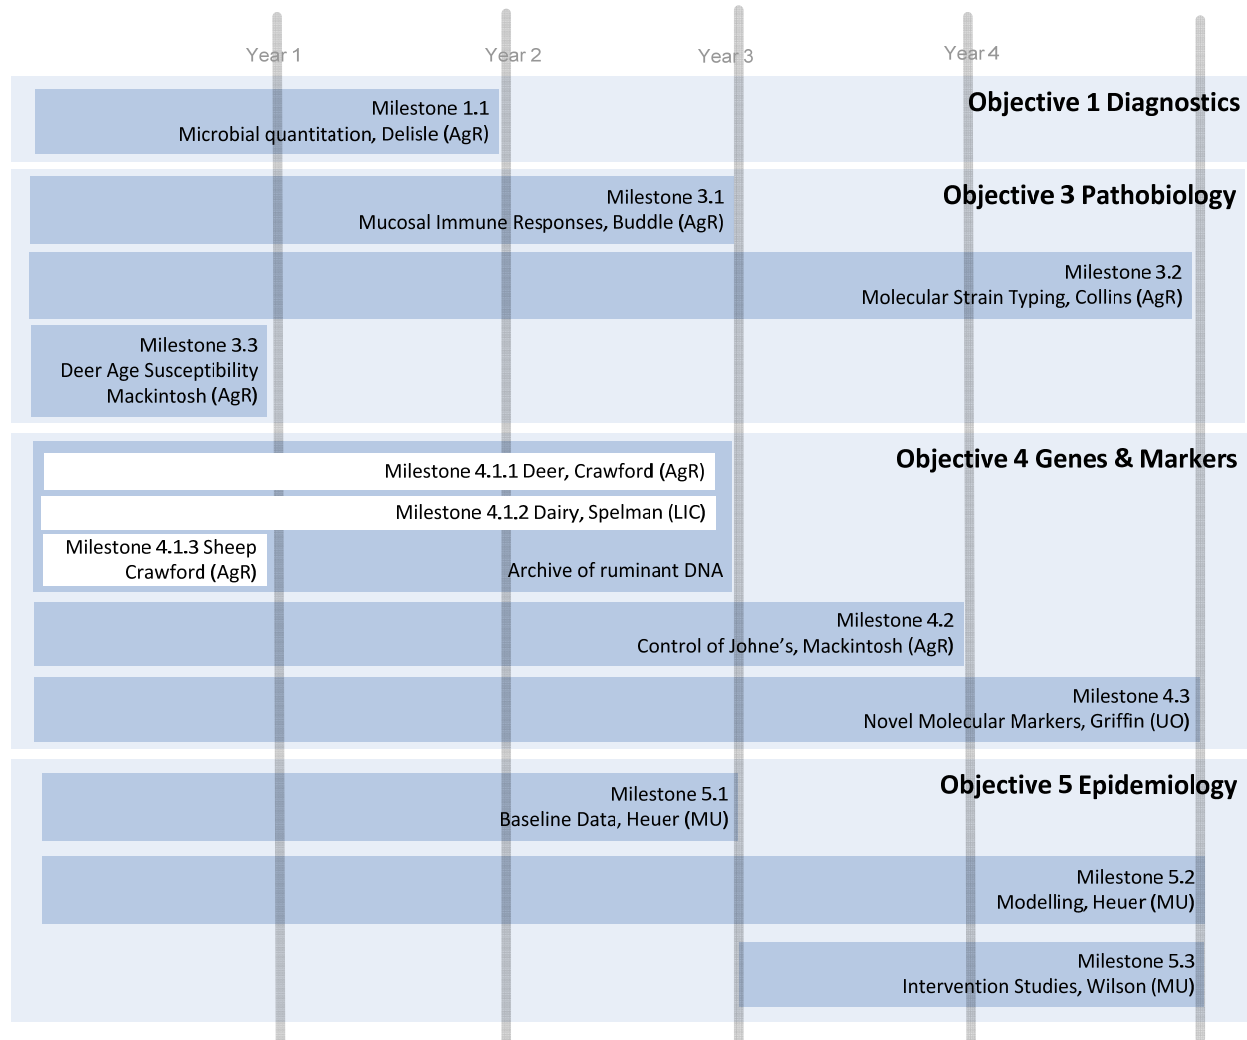 Year 1
Year 2
Year 3
Year 4
Objective 1 Diagnostics
Milestone 1.1
Microbial quantitation, Delisle (AgR)
Objective 3 Pathobiology
Milestone 3.1
Mucosal Immune Responses, Buddle (AgR)
Milestone 3.2
Molecular Strain Typing, Collins (AgR)
Milestone 3.3
Deer Age Susceptibility
Mackintosh (AgR)
Objective 4 Genes & Markers
Milestone 4.1.1 Deer, Crawford (AgR)
Milestone 4.1.2 Dairy, Spelman (LIC)
Milestone 4.1.3 Sheep
Crawford (AgR)
Archive of ruminant DNA
Milestone 4.2
Control of Johne’s, Mackintosh (AgR)
Milestone 4.3
Novel Molecular Markers, Griffin (UO)
Objective 5 Epidemiology
Milestone 5.1
Baseline Data, Heuer (MU)
Milestone 5.2
Modelling, Heuer (MU)
Milestone 5.3
Intervention Studies, Wilson (MU)